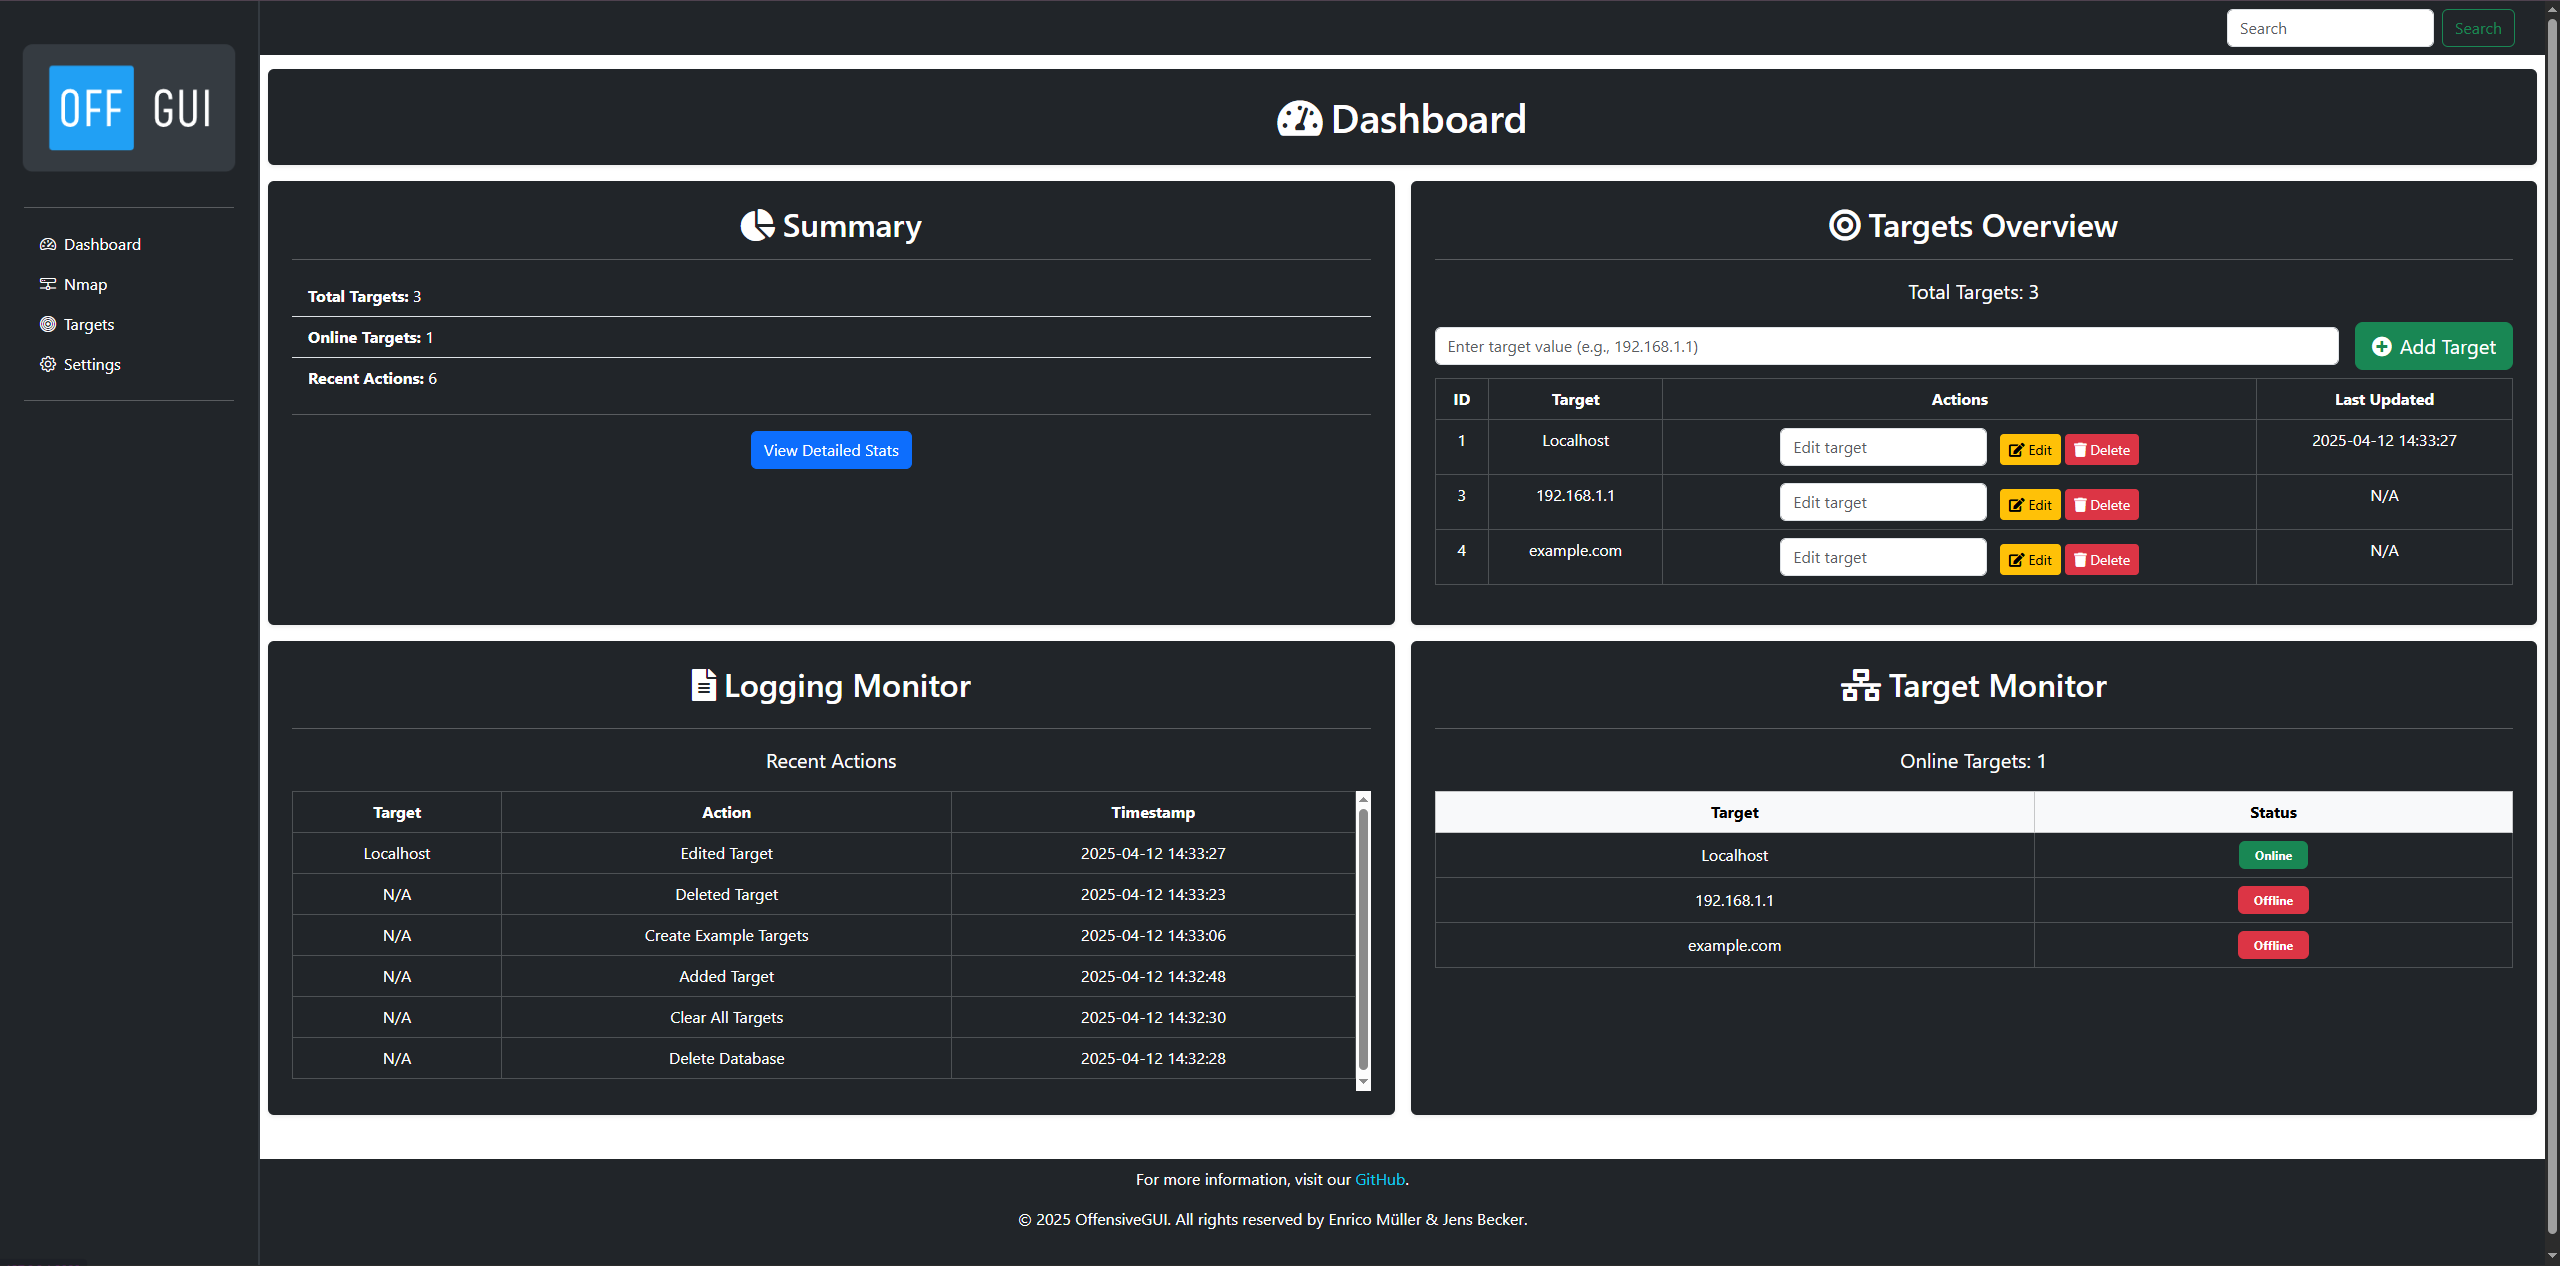 OFF GUI
Search Search
Dashboard
Nmap
Targets
Settings
Dashboard
Summary
Total Targets: 3
Online Targets: 1
Recent Actions: 6
View Detailed Stats
Targets Overview
Total Targets: 3
Enter target value (e.g., 192.168.1.1) Add Target
ID Target Actions Last Updated
1 Localhost Edit target Edit Delete 2025-04-12 14:33:27
3 192.168.1.1 Edit target Edit Delete N/A
4 example.com Edit target Edit Delete N/A
Logging Monitor
Recent Actions
Target Action Timestamp
Localhost Edited Target 2025-04-12 14:33:27
N/A Deleted Target 2025-04-12 14:33:23
N/A Create Example Targets 2025-04-12 14:33:06
N/A Added Target 2025-04-12 14:32:48
N/A Clear All Targets 2025-04-12 14:32:30
N/A Delete Database 2025-04-12 14:32:28
Target Monitor
Online Targets: 1
Target Status
Localhost Online
192.168.1.1 Offline
example.com Offline
For more information, visit our GitHub.
© 2025 OffensiveGUI. All rights reserved by Enrico Müller & Jens Becker.